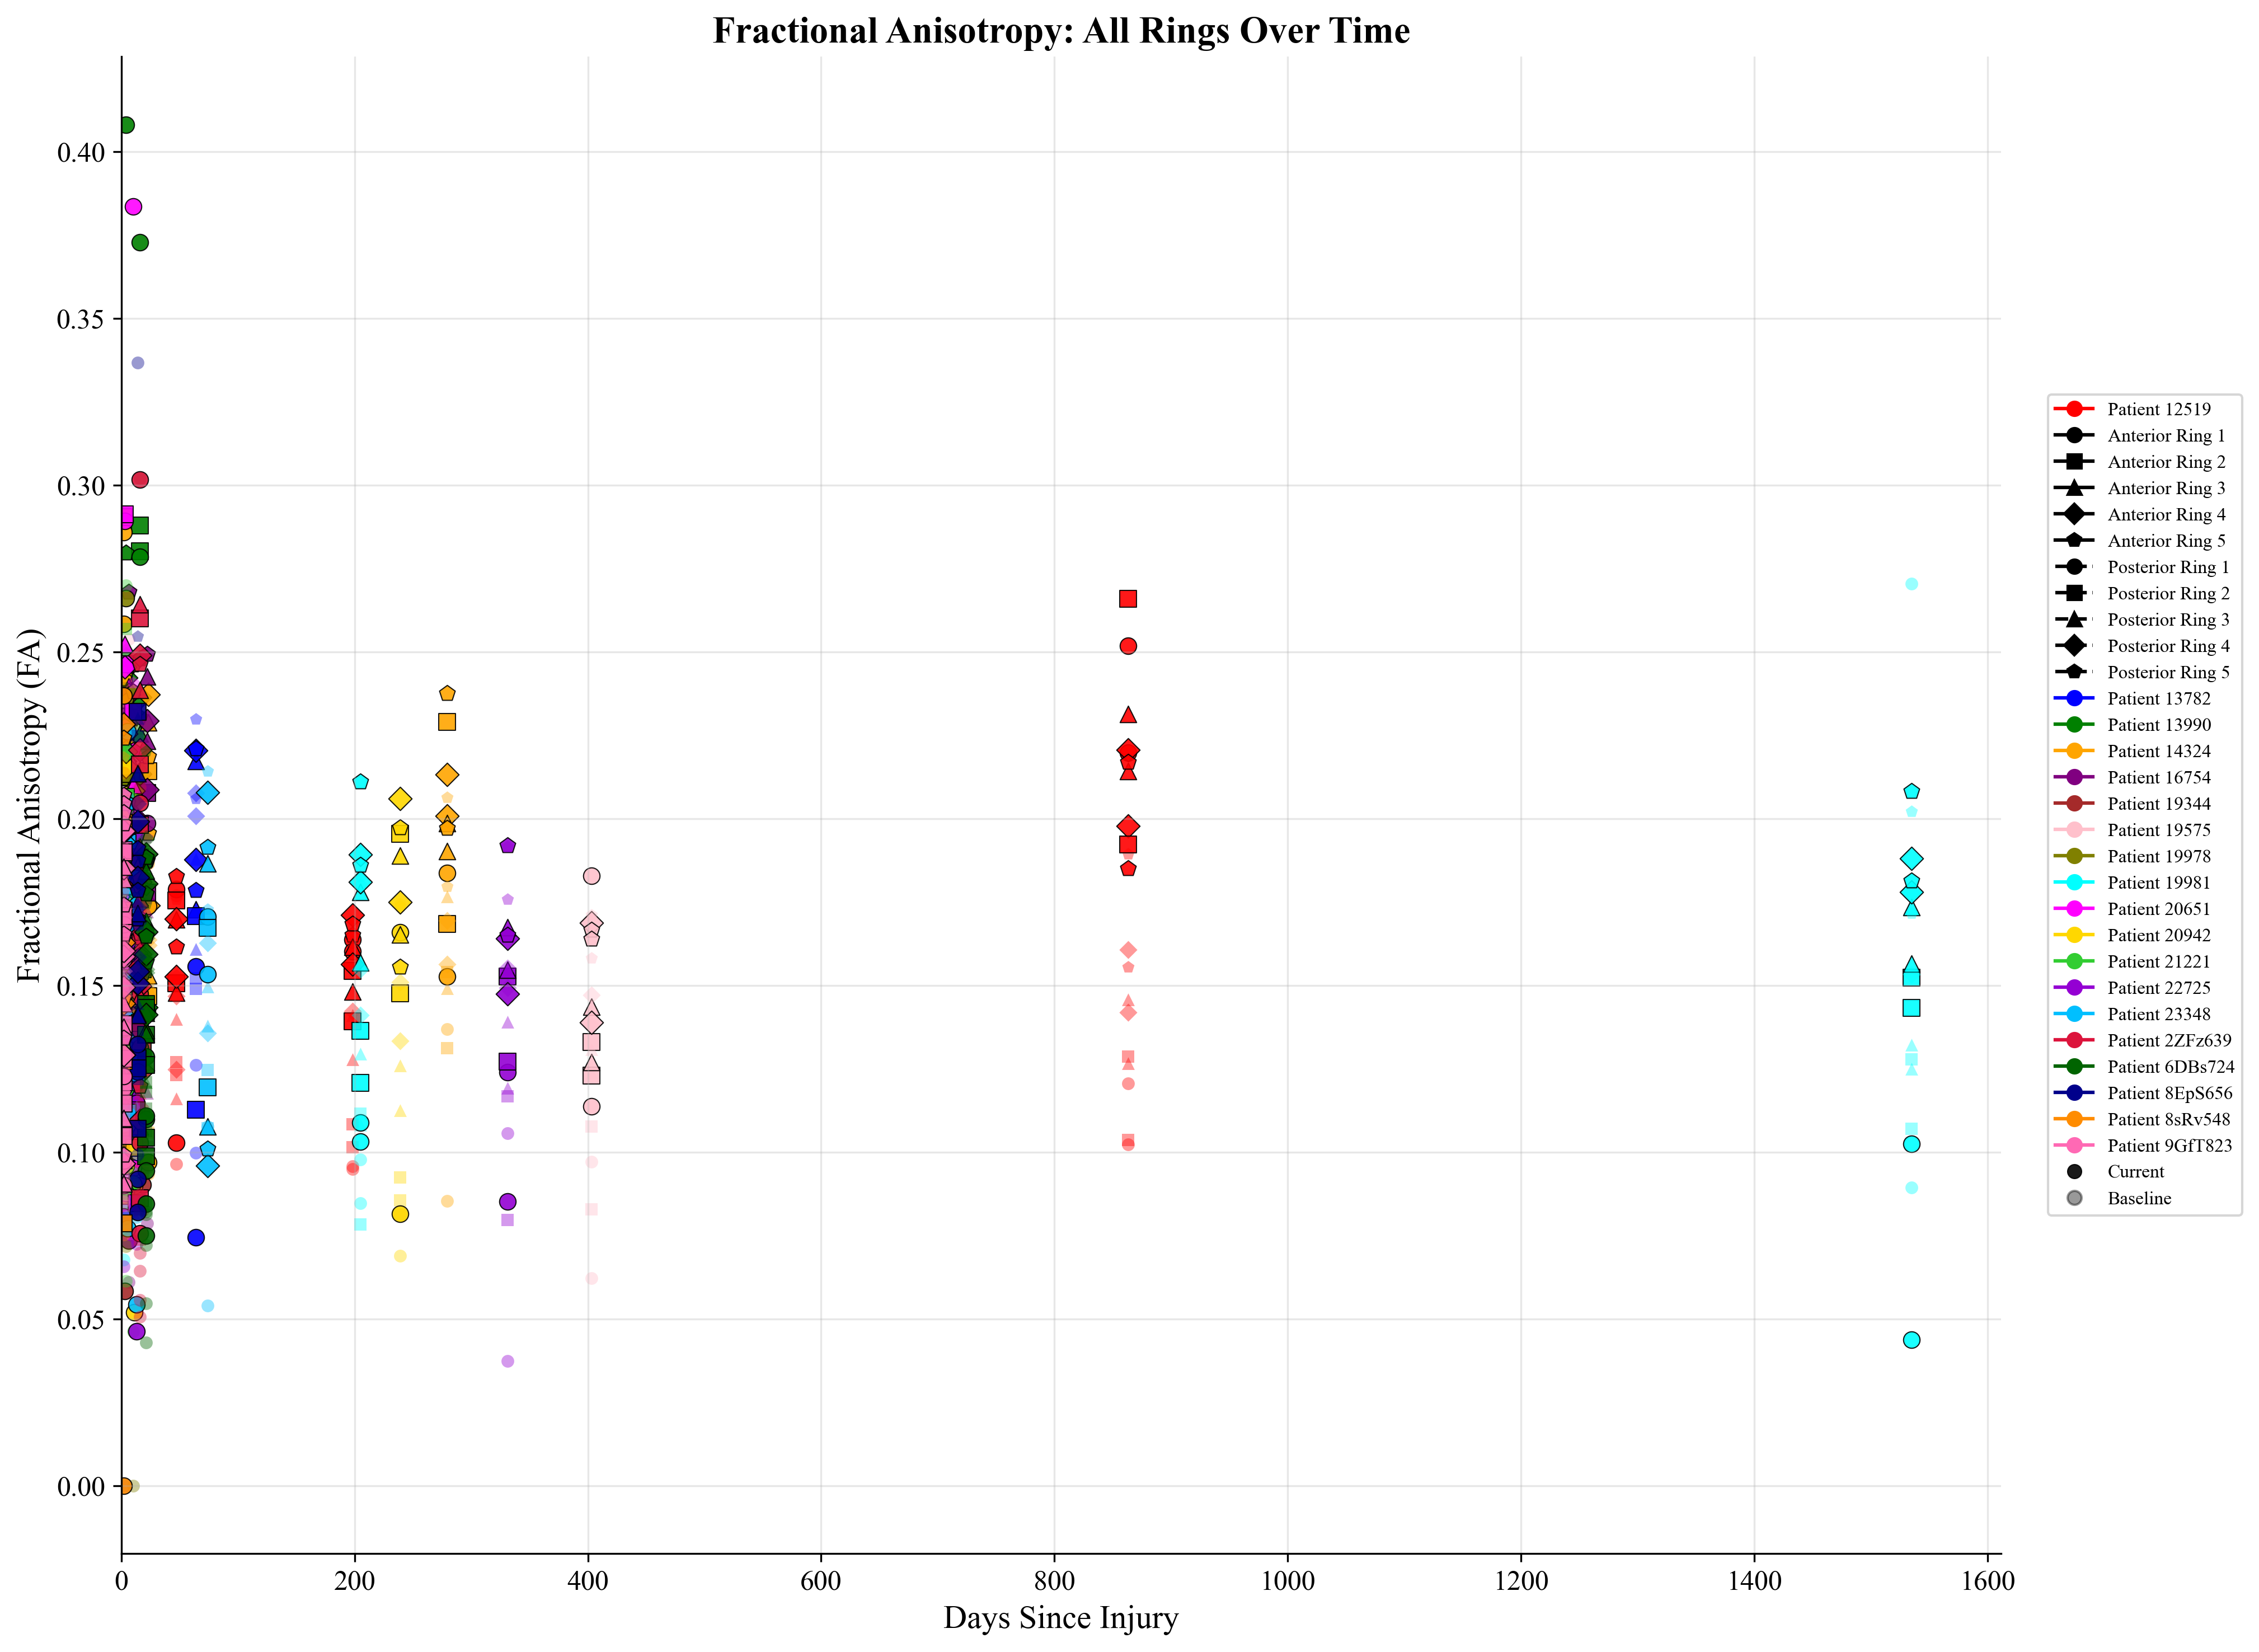 Fractional Anisotropy: All Rings Over Time
Fractional Anisotropy (FA)
0.40
0.35
0.30
0.25
0.20
0.15
0.10
0.05
0.00
0
200
400
600
800
1000
1200
1400
1600
Days Since Injury
Patient 12519
Anterior Ring 1
Anterior Ring 2
Anterior Ring 3
Anterior Ring 4
Anterior Ring 5
Posterior Ring 1
Posterior Ring 2
Posterior Ring 3
Posterior Ring 4
Posterior Ring 5
Patient 13782
Patient 13990
Patient 14324
Patient 16754
Patient 19344
Patient 19575
Patient 19978
Patient 19981
Patient 20651
Patient 20942
Patient 21221
Patient 22725
Patient 23348
Patient 2ZFz639
Patient 6DBs724
Patient 8EpS656
Patient 8sRv548
Patient 9GfT823
Current
Baseline